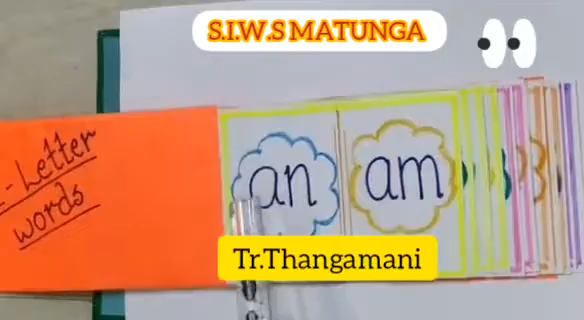 S.I.W.S MATUNGA
-Letter
words
an
am
Tr.Thangamani